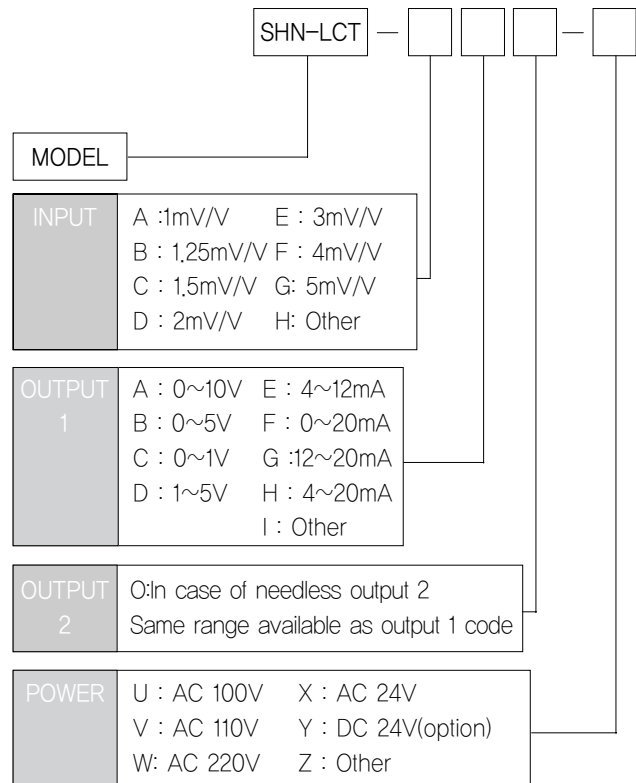 SHN-LCT - -
MODEL
INPUT
A :1mV/V E : 3mV/V
B : 1.25mV/V F : 4mV/V
C : 1.5mV/V G: 5mV/V
D : 2mV/V H: Other
OUTPUT
1
A : 0~10V E : 4~12mA
B : 0~5V F : 0~20mA
C : 0~1V G :12~20mA
D : 1~5V H : 4~20mA
I : Other
OUTPUT
2
O:In case of needless output 2
Same range available as output 1 code
POWER
U : AC 100V X : AC 24V
V : AC 110V Y : DC 24V(option)
W: AC 220V Z : Other